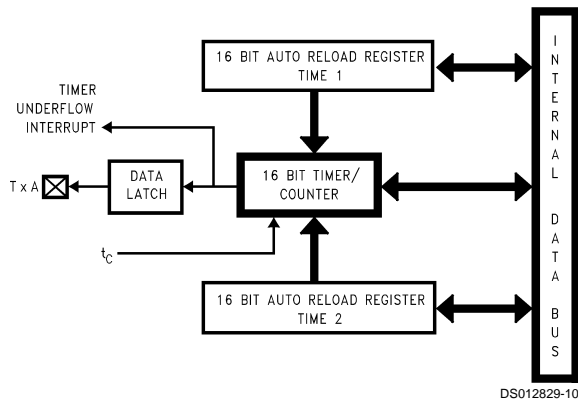 16 BIT AUTO RELOAD REGISTER
TIME 1
TIMER
UNDERFLOW
INTERRUPT
T x A
DATA
LATCH
16 BIT TIMER/
COUNTER
tC
16 BIT AUTO RELOAD REGISTER
TIME 2
INTERNAL DATA BUS
DS012829-10